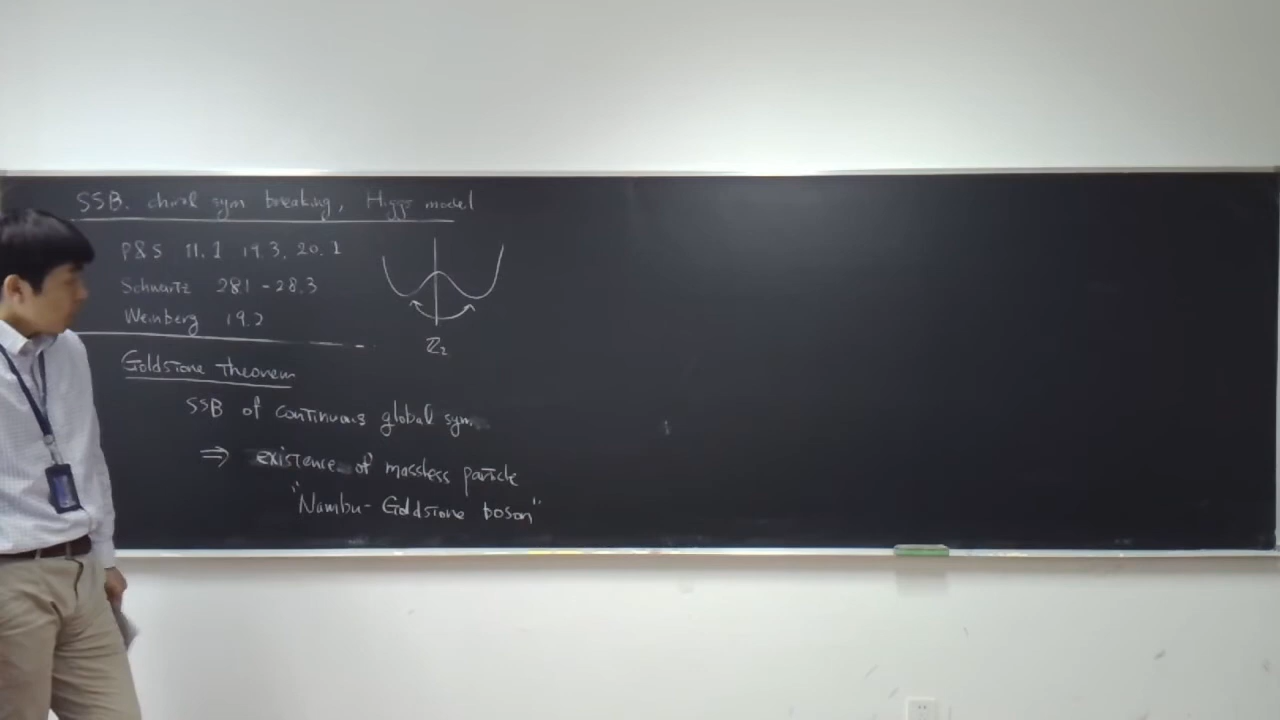 SSB. chiral sym breaking, Higgs model
P&S 11.1 19.3, 20.1
Schwartz 28.1 - 28.3
Weinberg 19.2
ℤ₂
Goldstone Theorem
SSB of continuous global sym
⇒ existence of massless particle
"Nambu-Goldstone boson"